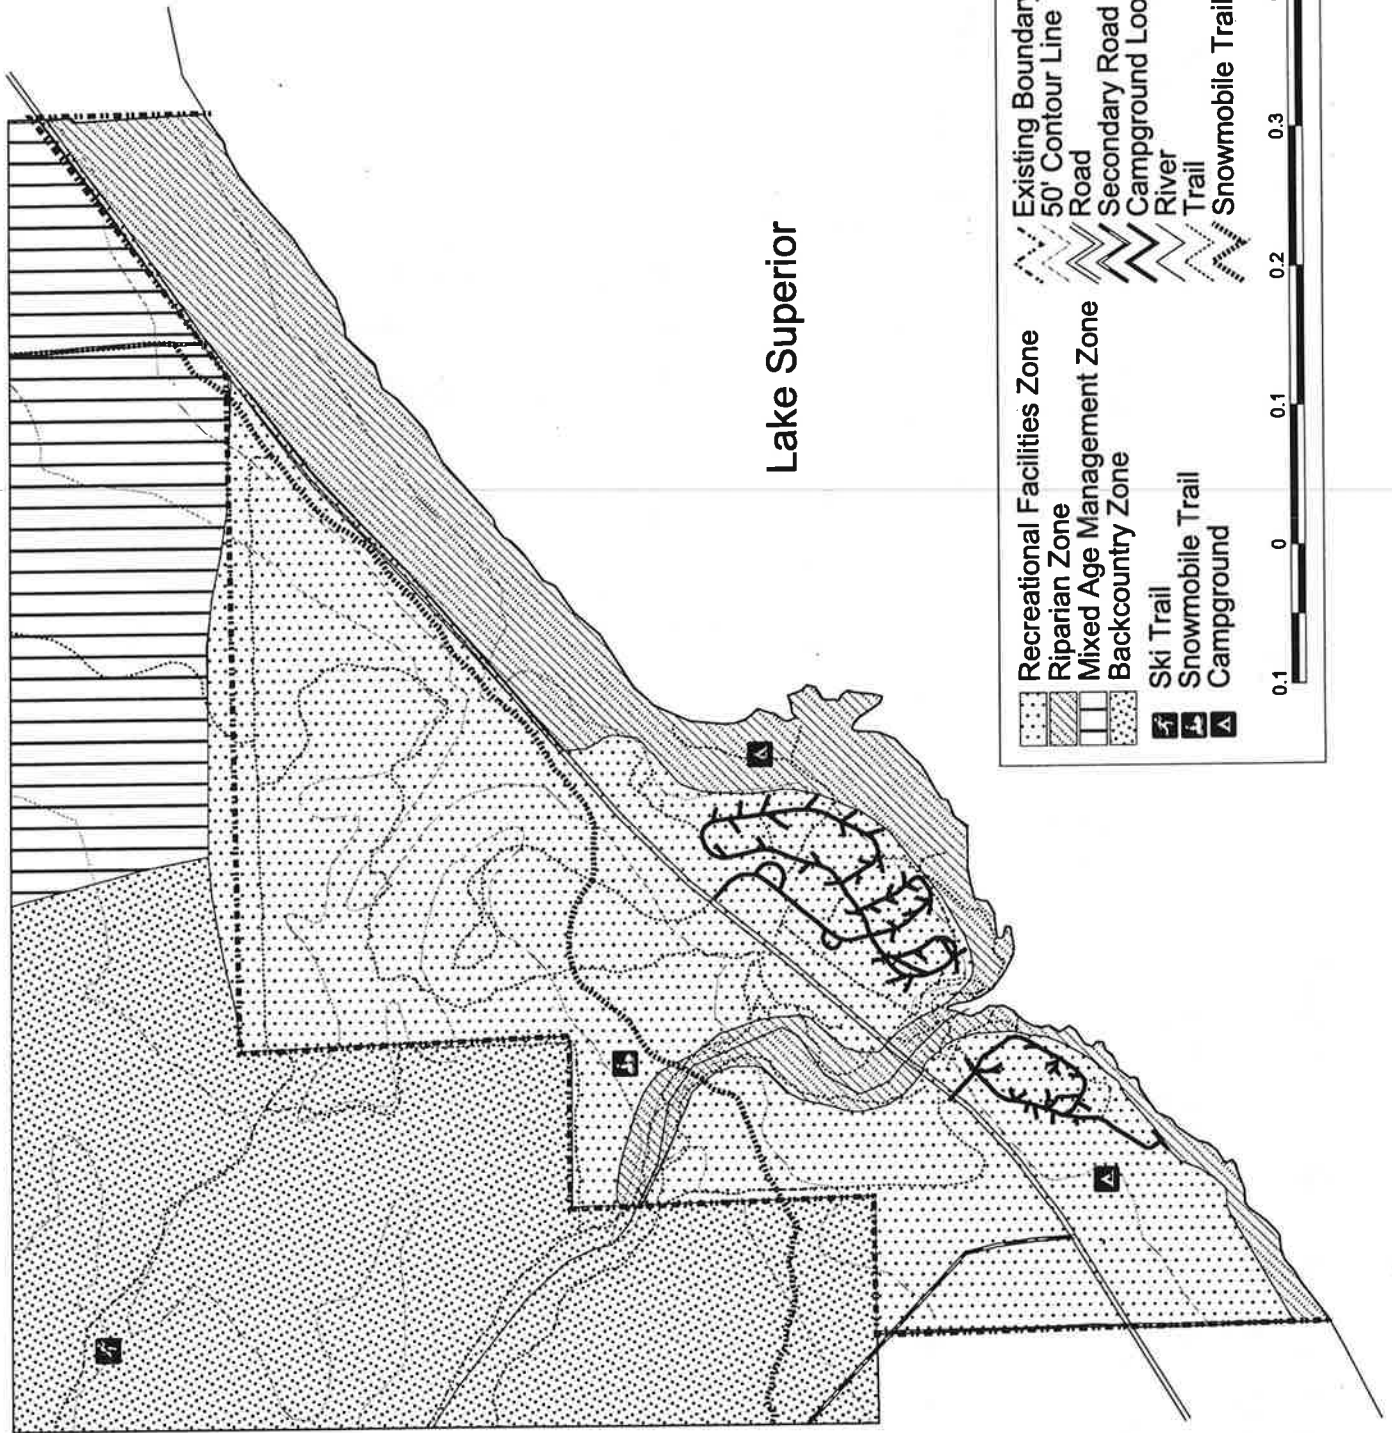 Lake Superior
Recreational Facilities Zone
Riparian Zone
Mixed Age Management Zone
Backcountry Zone
Ski Trail
Snowmobile Trail
Campground
Existing Boundary
50' Contour Line
Road
Secondary Road
Campground Loo
River
Trail
Snowmobile Trail
0.1 0 0.1 0.2 0.3